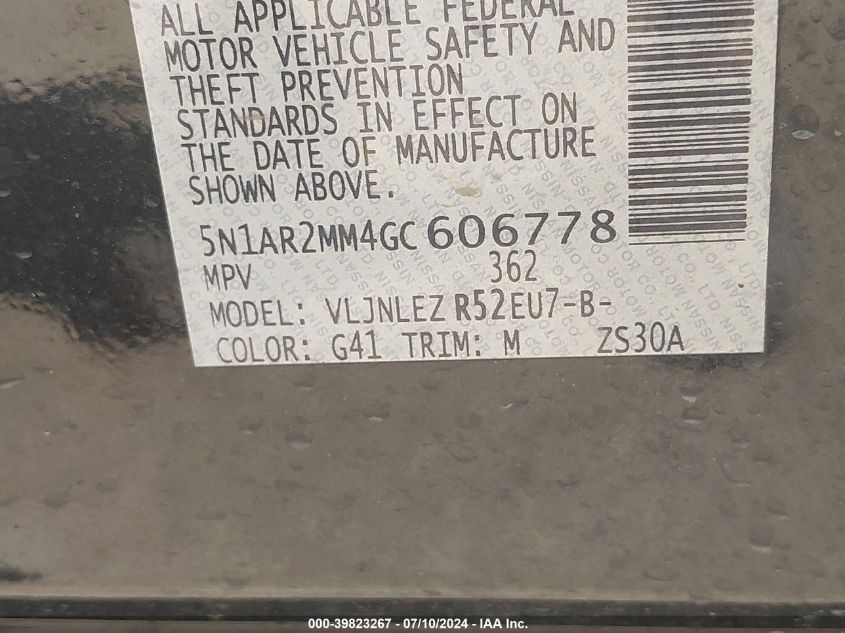 ALL APPLICABLE FEDERAL
MOTOR VEHICLE SAFETY AND
THEFT PREVENTION
STANDARDS IN EFFECT ON
THE DATE OF MANUFACTURE
SHOWN ABOVE.
5N1AR2MM4GC606778
MPV 362
MODEL: VLJNLEZ R52EU7-B-
COLOR: G41 TRIM: M ZS30A
000-39823267 - 07/10/2024 - IAA Inc.